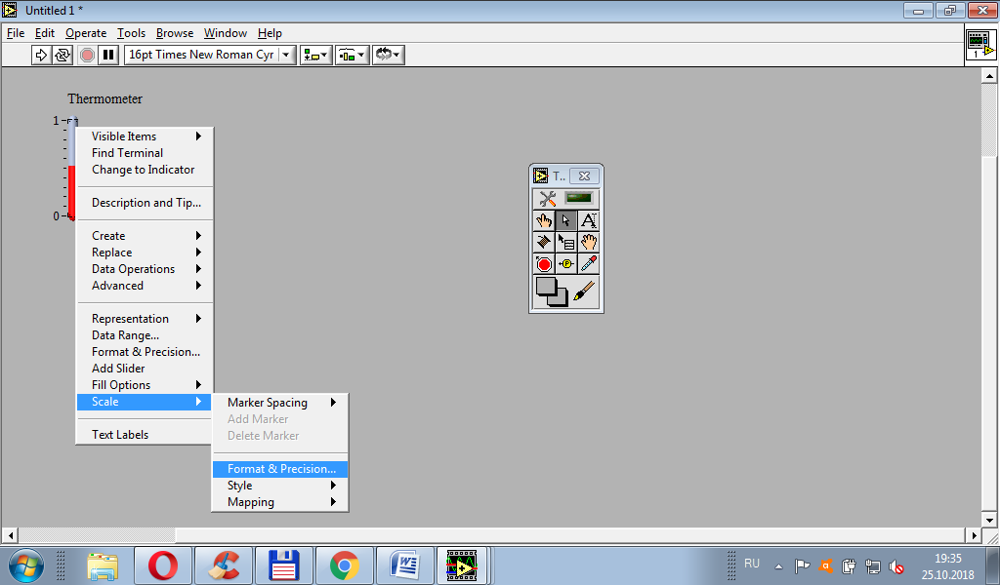 Untitled 1 *
File Edit Operate Tools Browse Window Help
16pt Times New Roman Cyr
1
Thermometer
1
0
Visible Items
Find Terminal
Change to Indicator
Description and Tip...
Create
Replace
Data Operations
Advanced
Representation
Data Range...
Format & Precision...
Add Slider
Fill Options
Scale
Text Labels
Marker Spacing
Add Marker
Delete Marker
Format & Precision...
Style
Mapping
T..
A
P
W
RU
19:35
25.10.2018